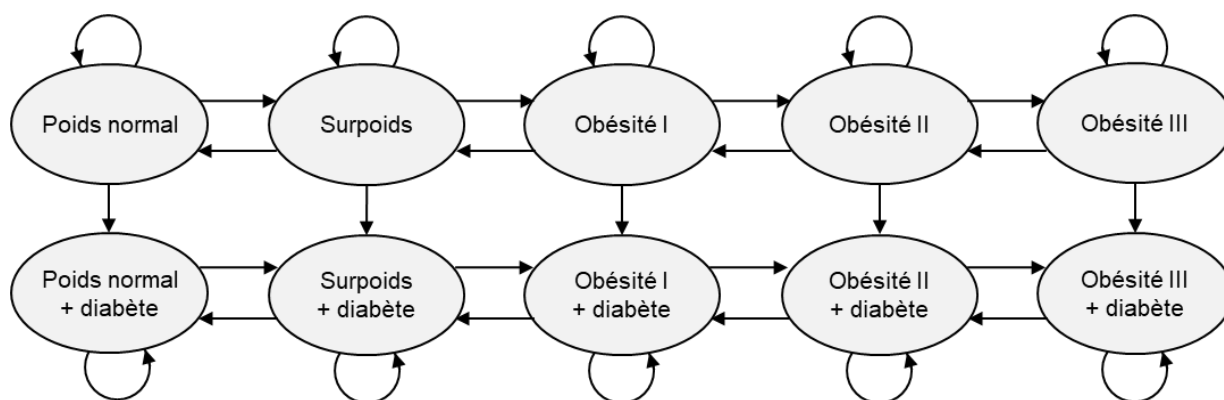 Poids normal
Surpoids
Obésité I
Obésité II
Obésité III
Poids normal
+ diabète
Surpoids
+ diabète
Obésité I
+ diabète
Obésité II
+ diabète
Obésité III
+ diabète